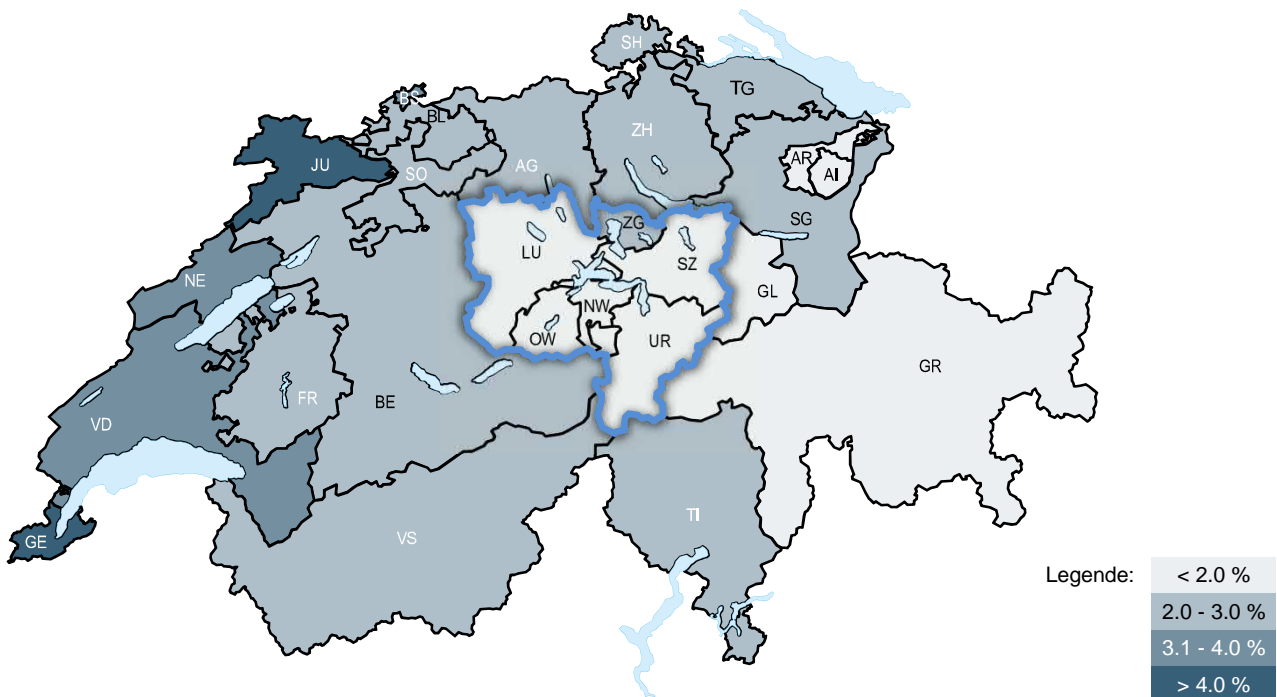 SH
BS
TG
BL
ZH
JU
AG
AR
SO
AI
SG
ZG
LU
SZ
NE
GL
NW
OW
UR
GR
FR
BE
VD
TI
VS
GE
Legende:
< 2.0 %
2.0 - 3.0 %
3.1 - 4.0 %
> 4.0 %